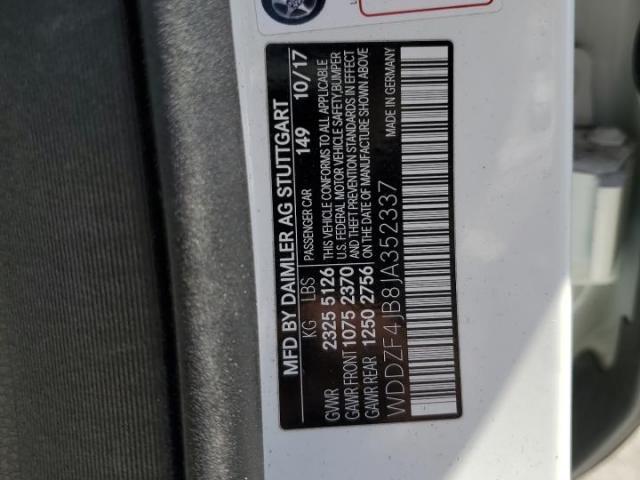 MFD BY DAIMLER AG STUTTGART
KG LBS PASSENGER CAR 149 10/17
GVWR 2325 5126 THIS VEHICLE CONFORMS TO ALL APPLICABLE
GAWR FRONT 1075 2370 U.S. FEDERAL MOTOR VEHICLE SAFETY, BUMPER
AND THEFT PREVENTION STANDARDS IN EFFECT
GAWR REAR 1250 2756 ON THE DATE OF MANUFACTURE SHOWN ABOVE
MADE IN GERMANY
WDDZF4JB8JA352337